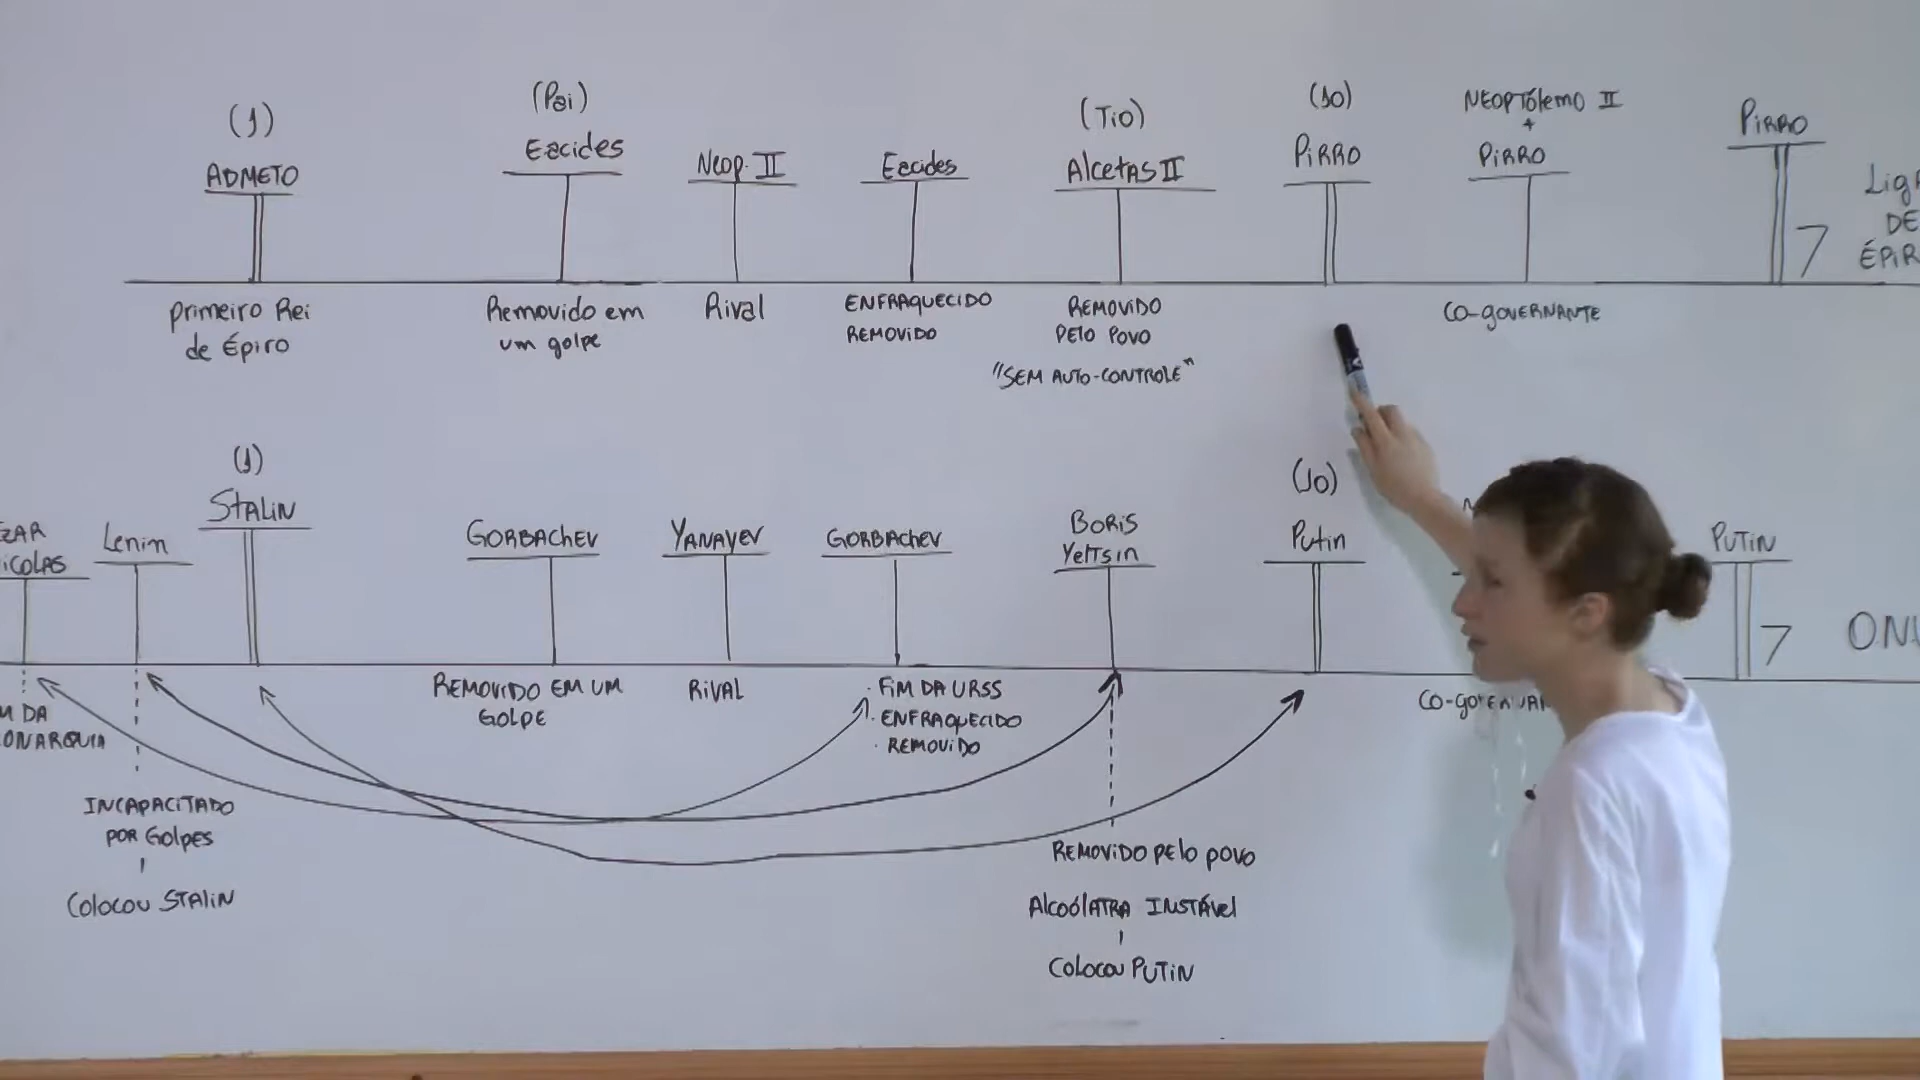 (1)
ADMETO
primeiro Rei
de Épiro
(Pai)
Eacides
Removido em
um golpe
Neop. II
Rival
Eacides
ENFRAQUECIDO
REMOVIDO
(Tio)
Alcetas II
REMOVIDO
PELO POVO
"SEM AUTO-CONTROLE"
(10)
PIRRO
NEOPTÓLEMO II
+
PIRRO
CO-GOVERNANTE
PIRRO
7
DE
Lenin
INCAPACITADO
POR GOLPES
COLOCOU STALIN
(1)
STALIN
GORBACHEV
REMOVIDO EM UM
GOLPE
YANAYEV
RIVAL
GORBACHEV
· FIM DA URSS
· ENFRAQUECIDO
· REMOVIDO
BORIS
YELTSIN
REMOVIDO PELO POVO
ALCOÓLATRA INSTÁVEL
COLOCOU PUTIN
(10)
Putin
PUTIN
7